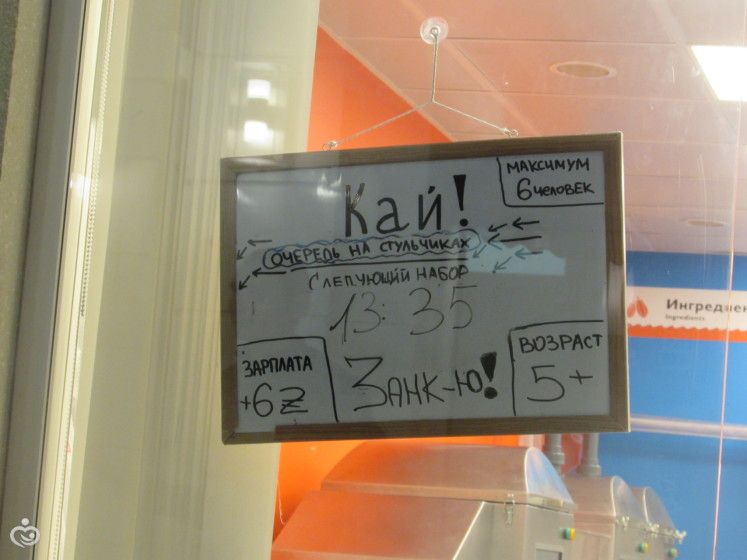 МАКСИМУМ
6 человек
Кай!
ОЧЕРЕДЬ НА СТУЛЬЧИКАХ
СЛЕДУЮЩИЙ НАБОР
13:35
ЗАРПЛАТА
+6 Z
Занк-Ю!
ВОЗРАСТ
5+
Ингредиен
Ingredients